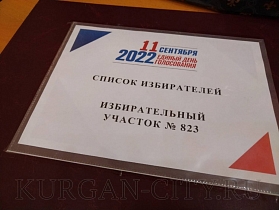 11 СЕНТЯБРЯ
2022 ЕДИНЫЙ ДЕНЬ
ГОЛОСОВАНИЯ
СПИСОК ИЗБИРАТЕЛЕЙ
ИЗБИРАТЕЛЬНЫЙ
УЧАСТОК № 823
KURGAN-CITY.RU